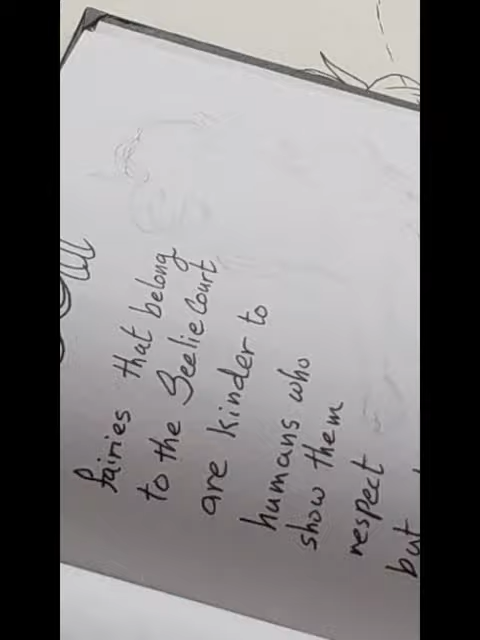 fairies that belong
to the Seelie Court
are kinder to
humans who
show them
respect
but